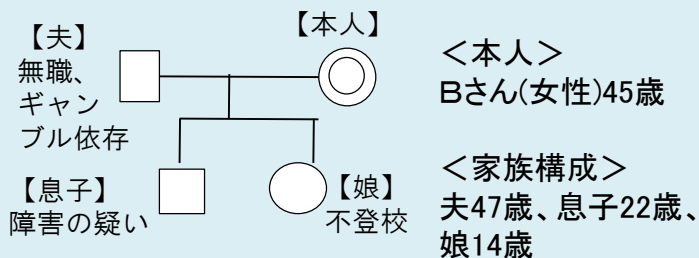 【夫】
無職、
ギャン
ブル依存
【本人】
【息子】
障害の疑い
【娘】
不登校
＜本人＞
Bさん(女性)45歳
＜家族構成＞
夫47歳、息子22歳、
娘14歳